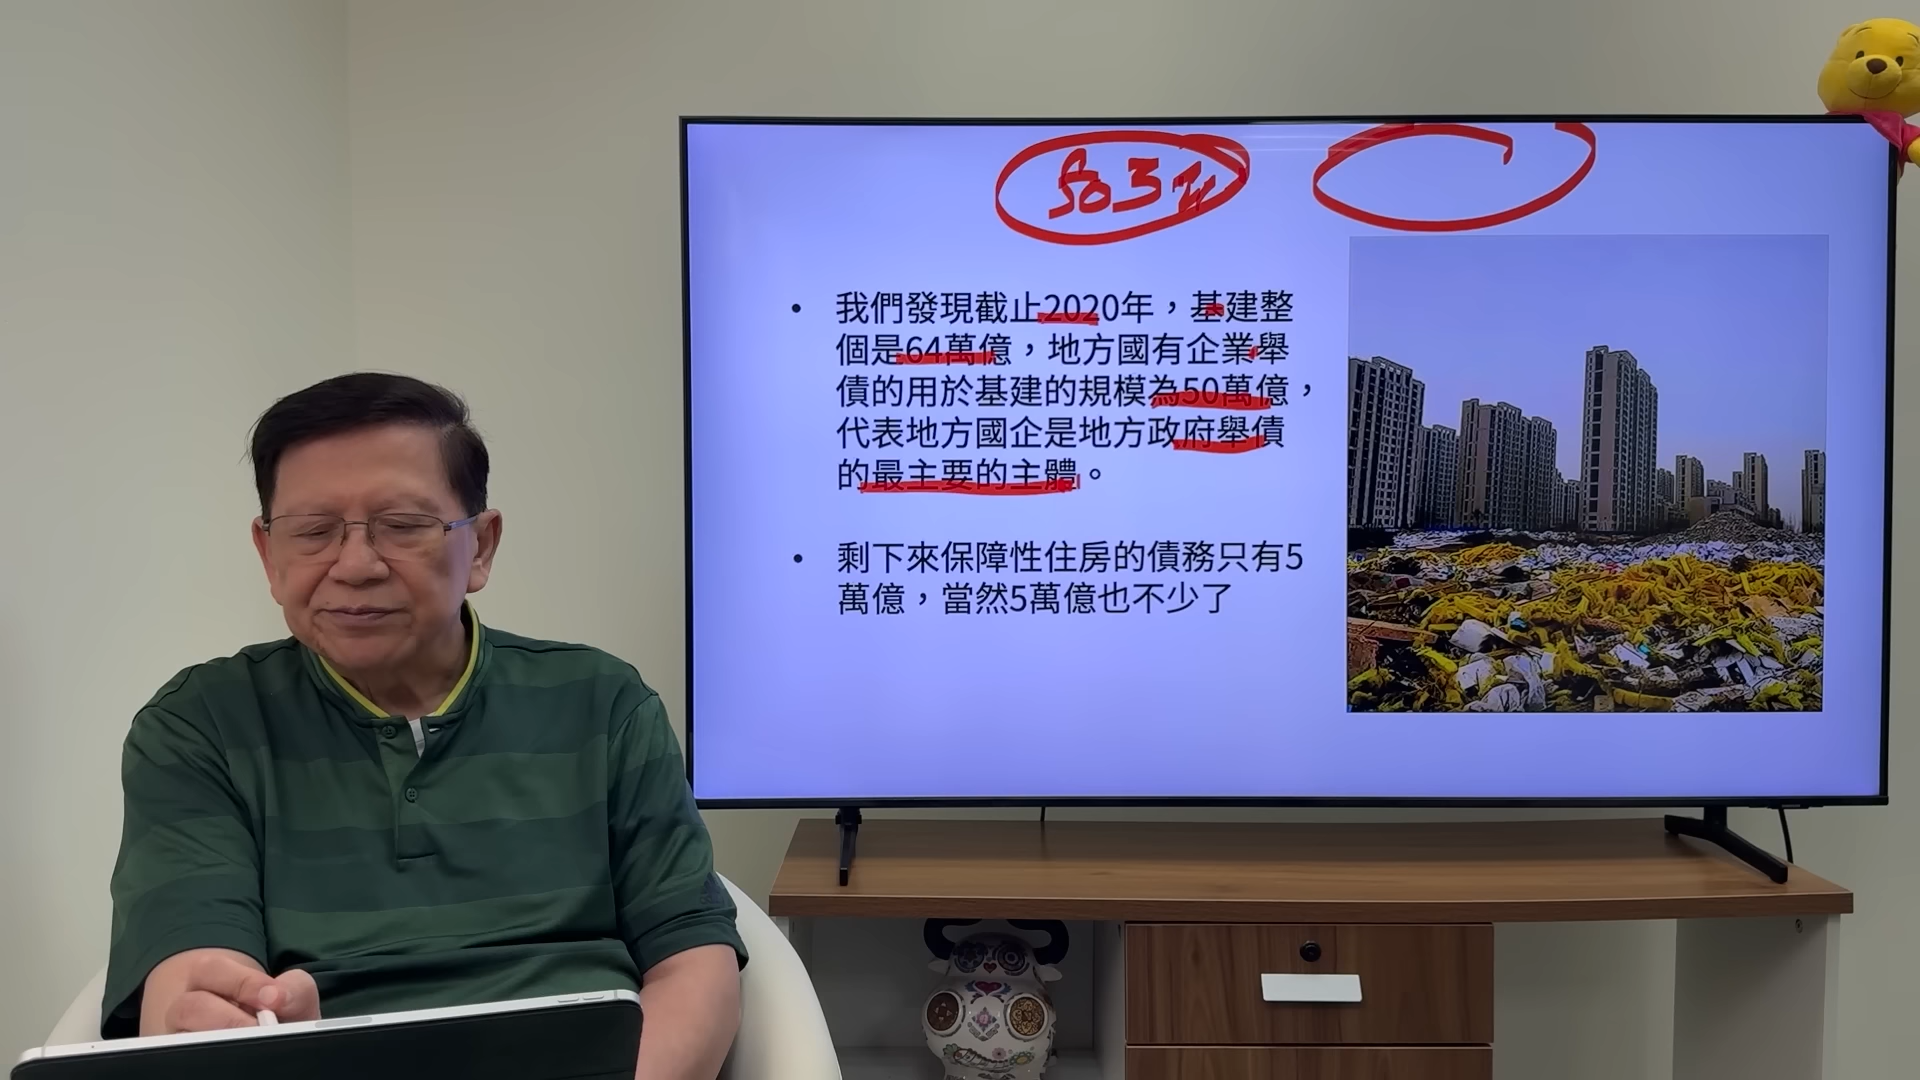 • 我們發現截止2020年，基建整
個是64萬億，地方國有企業舉
債的用於基建的規模為50萬億，
代表地方國企是地方政府舉債
的最主要的主體。
• 剩下來保障性住房的債務只有5
萬億，當然5萬億也不少了